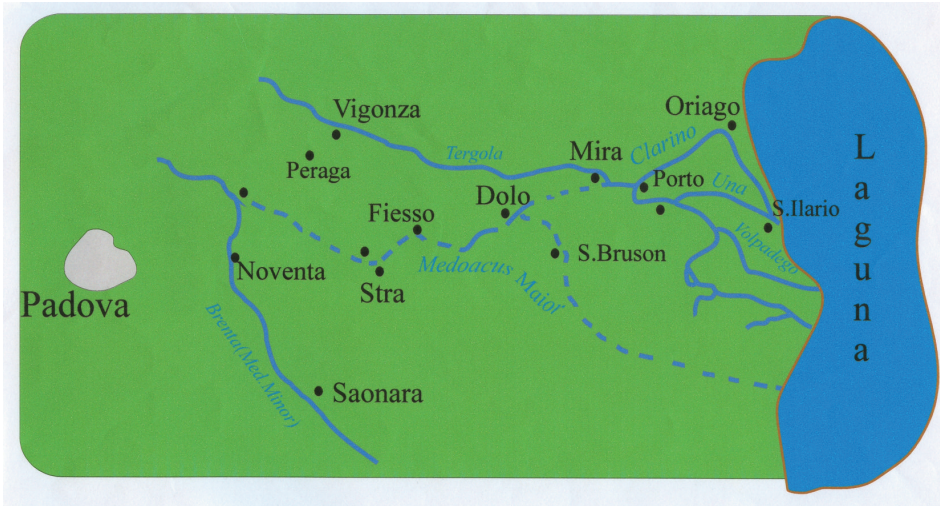 Vigonza
Oriago
Tergola
Mira
Clarino
Peraga
Porto
Una
Dolo
Fiesso
S.Ilario
Volpadego
Noventa
Medoacus Maior
S.Bruson
Stra
Padova
Brenta(Med.Minor)
Saonara
Laguna